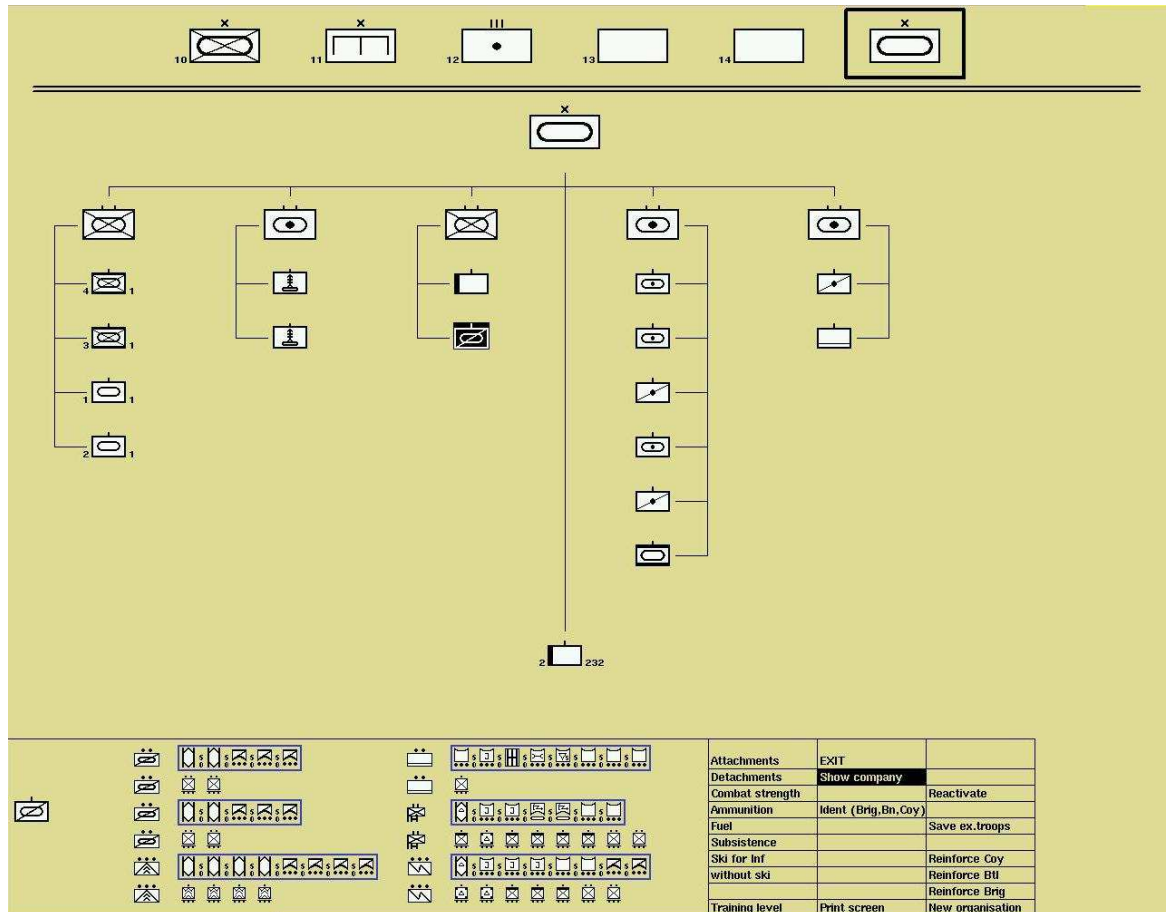 10 11 12 13 14
4 1
3 1
1 1
2 1
2 232
Attachments EXIT
Detachments Show company
Combat strength Reactivate
Ammunition Ident (Brig,Bn,Coy)
Fuel Save ex.troops
Subsistence
Ski for Inf Reinforce Coy
without ski Reinforce Btl
Reinforce Brig
Training level Print screen New organisation